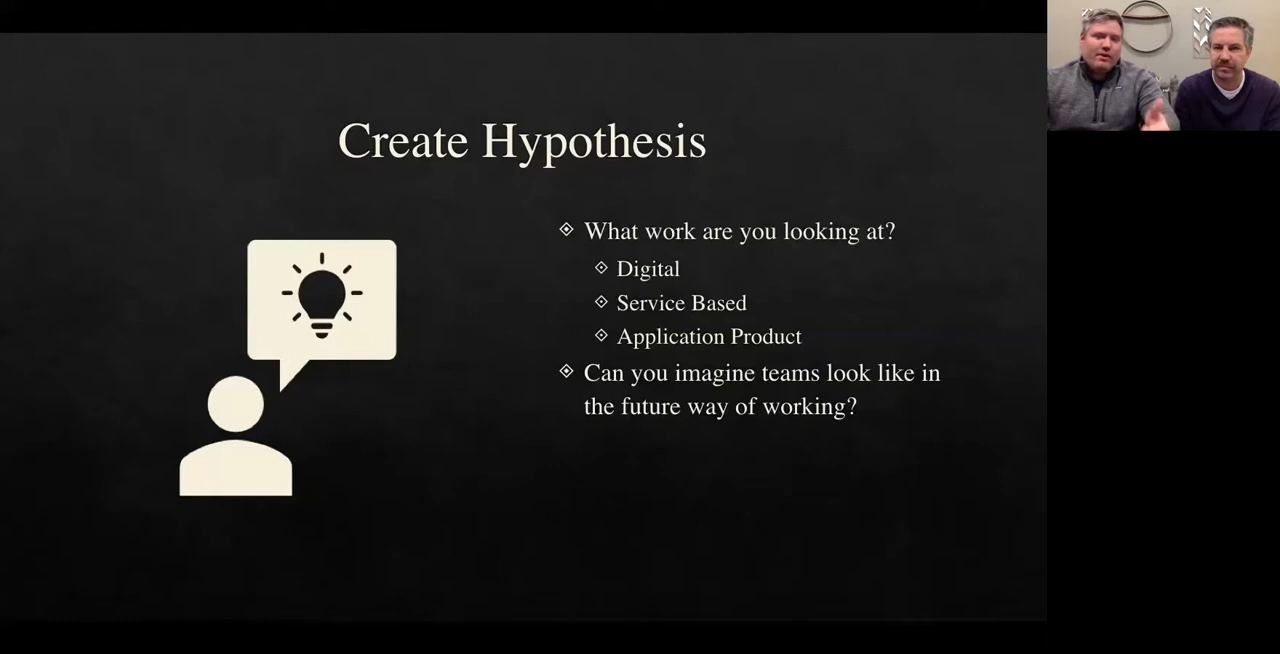 Create Hypothesis
What work are you looking at?
Digital
Service Based
Application Product
Can you imagine teams look like in
the future way of working?